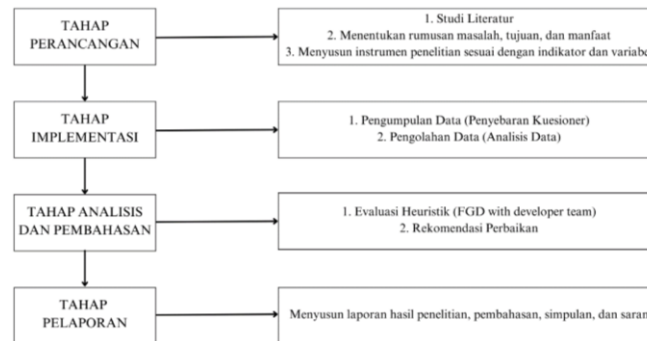 TAHAP
PERANCANGAN
1. Studi Literatur
2. Menentukan rumusan masalah, tujuan, dan manfaat
3. Menyusun instrumen penelitian sesuai dengan indikator dan variabe
TAHAP
IMPLEMENTASI
1. Pengumpulan Data (Penyebaran Kuesioner)
2. Pengolahan Data (Analisis Data)
TAHAP ANALISIS
DAN PEMBAHASAN
1. Evaluasi Heuristik (FGD with developer team)
2. Rekomendasi Perbaikan
TAHAP
PELAPORAN
Menyusun laporan hasil penelitian, pembahasan, simpulan, dan saran